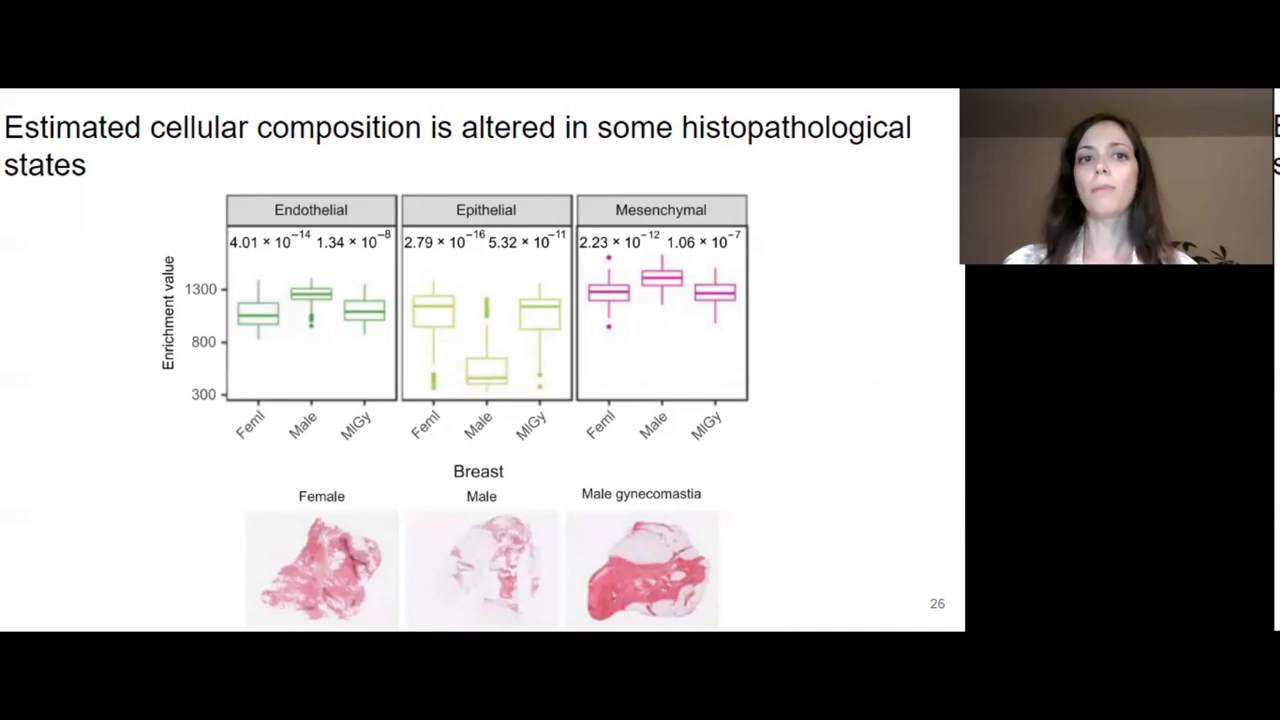 Estimated cellular composition is altered in some histopathological
states
Endothelial Epithelial Mesenchymal
4.01 × 10⁻¹⁴ 1.34 × 10⁻⁸ 2.79 × 10⁻¹⁶ 5.32 × 10⁻¹¹ 2.23 × 10⁻¹² 1.06 × 10⁻⁷
Enrichment value
1300
800
300
Feml Male MlGy Feml Male MlGy Feml Male MlGy
Breast
Female Male Male gynecomastia
26